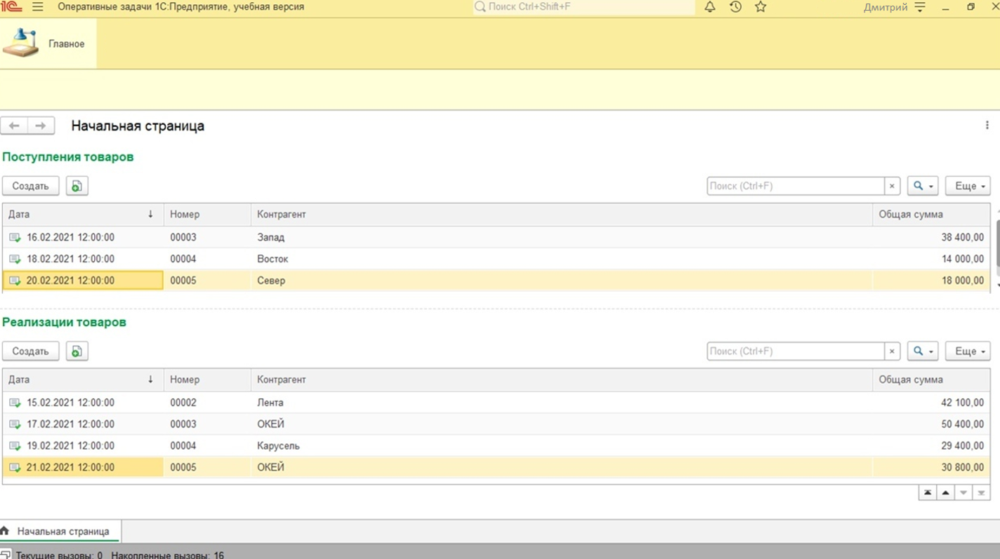 1С Оперативные задачи 1С:Предприятие, учебная версия Поиск Ctrl+Shift+F Дмитрий
Главное
Начальная страница
Поступления товаров
Создать Поиск (Ctrl+F) × Еще
Дата ↓ Номер Контрагент Общая сумма
16.02.2021 12:00:00 00003 Запад 38 400,00
18.02.2021 12:00:00 00004 Восток 14 000,00
20.02.2021 12:00:00 00005 Север 18 000,00
Реализации товаров
Создать Поиск (Ctrl+F) × Еще
Дата ↓ Номер Контрагент Общая сумма
15.02.2021 12:00:00 00002 Лента 42 100,00
17.02.2021 12:00:00 00003 ОКЕЙ 50 400,00
19.02.2021 12:00:00 00004 Карусель 29 400,00
21.02.2021 12:00:00 00005 ОКЕЙ 30 800,00
Начальная страница
Текущие вызовы: 0 Накопленные вызовы: 16